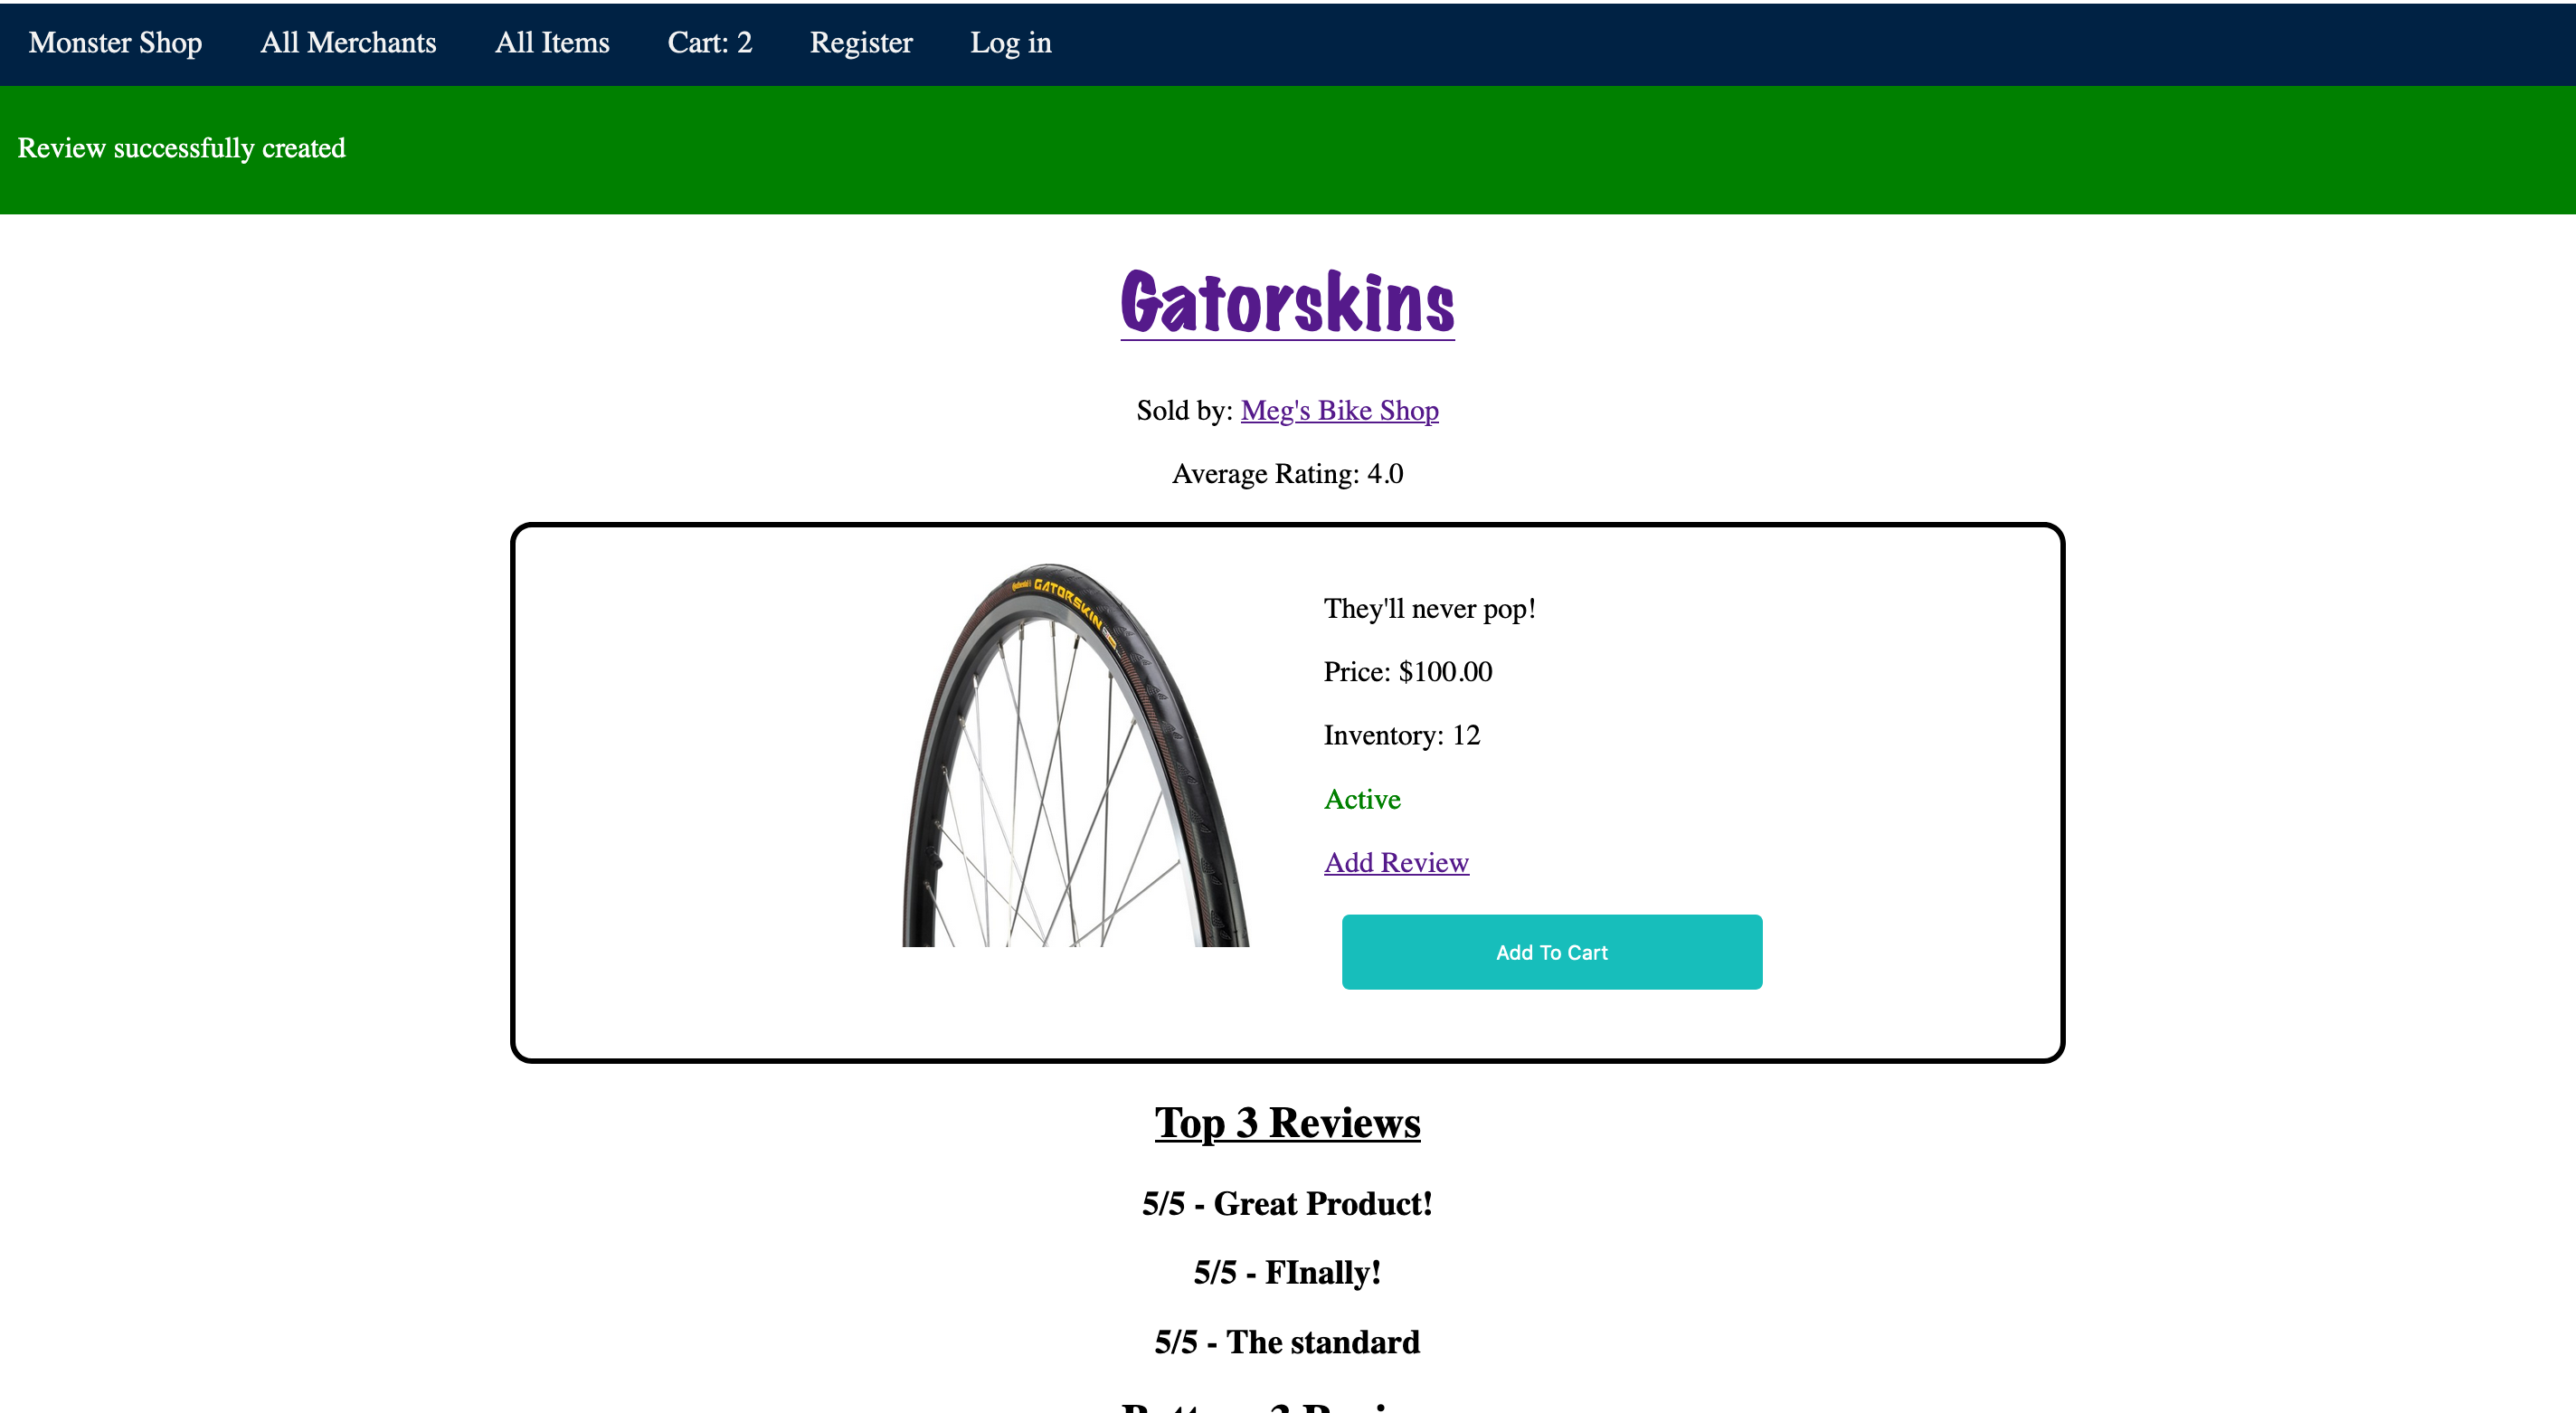 Monster Shop All Merchants All Items Cart: 2 Register Log in
Review successfully created
Gatorskins
Sold by: Meg's Bike Shop
Average Rating: 4.0
GATORSKIN
They'll never pop!
Price: $100.00
Inventory: 12
Active
Add Review
Add To Cart
Top 3 Reviews
5/5 - Great Product!
5/5 - FInally!
5/5 - The standard